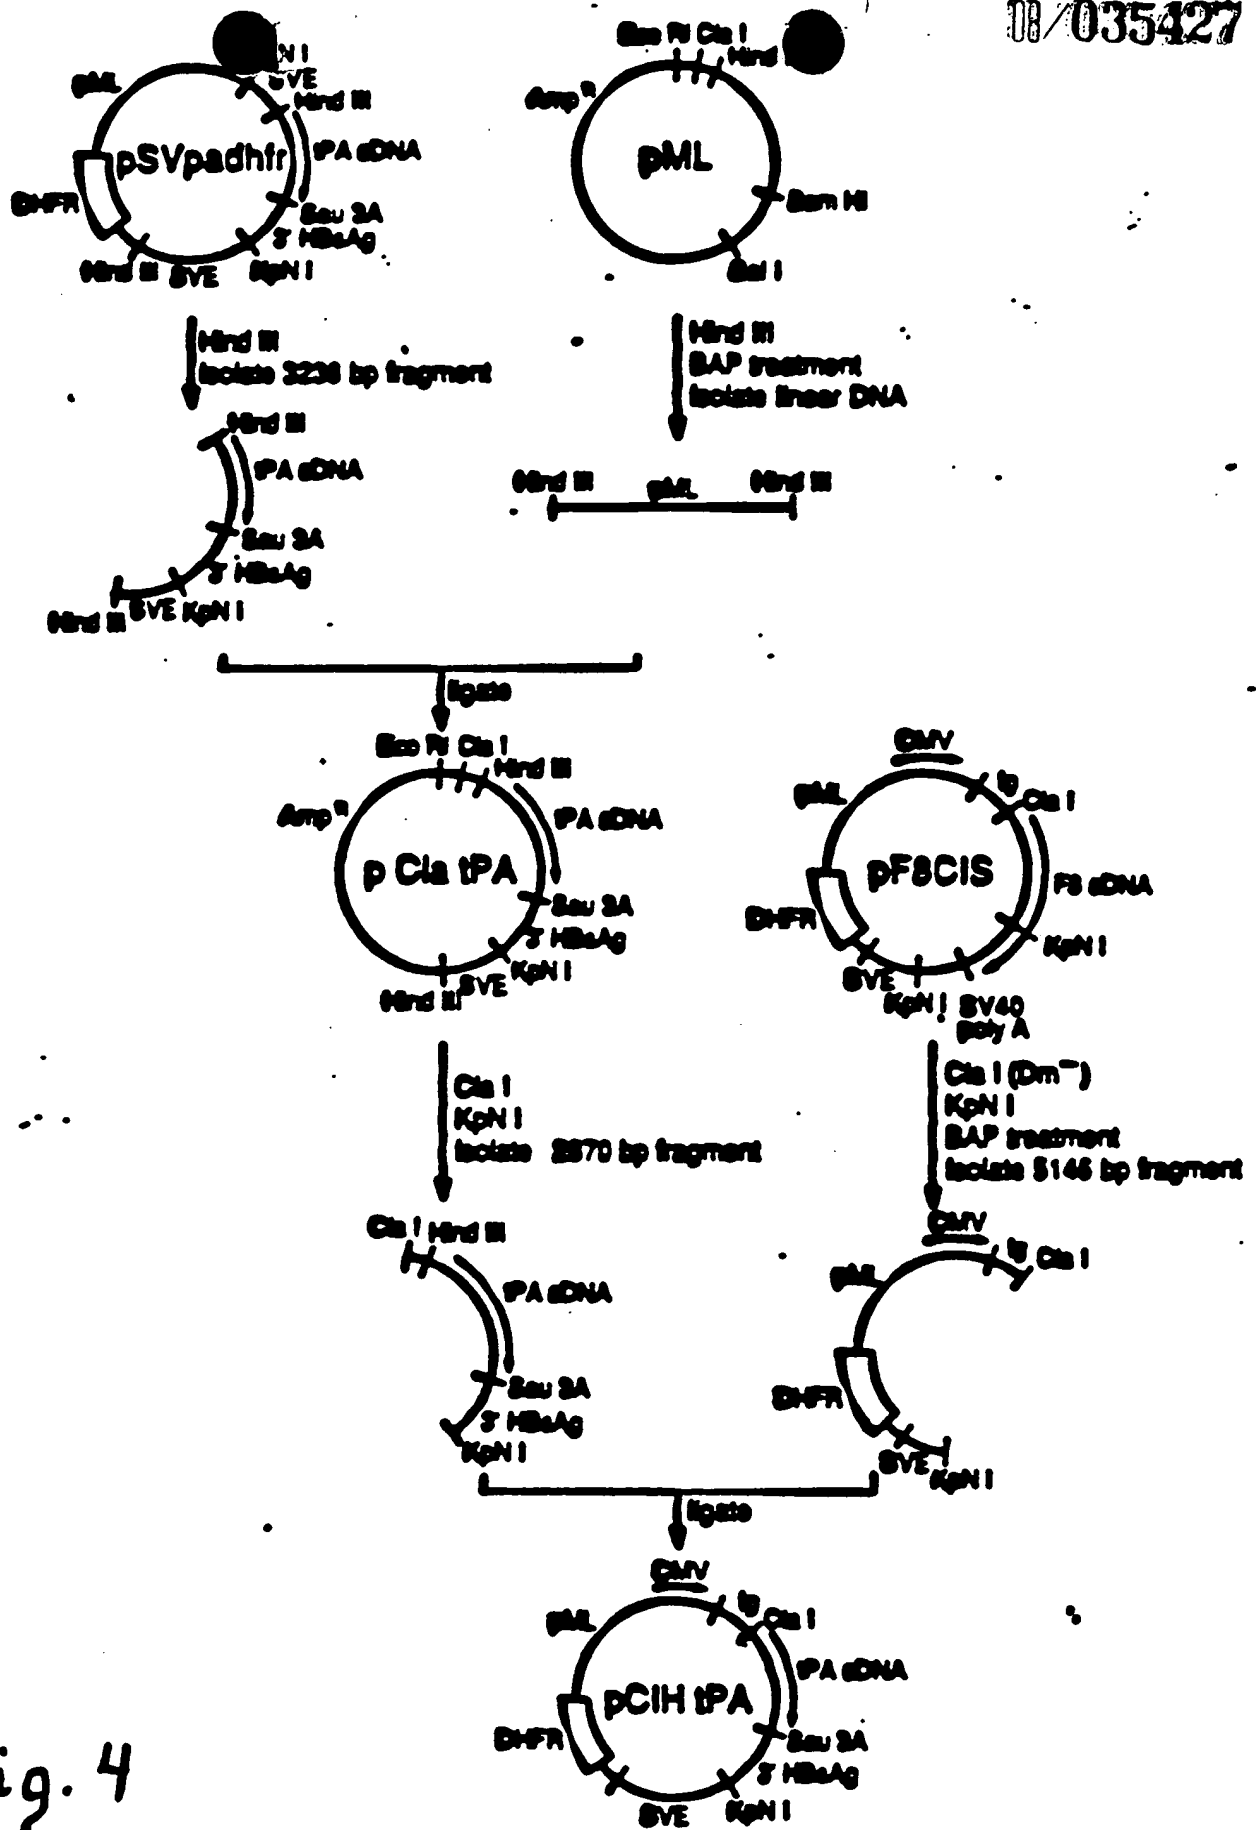 08/035427
N I
SVE
pML
Hind III
pSVpadhfr
tPA cDNA
DHFR
Sau 3A
3' HBsAg
Hind III
SVE
KpN I
Eco RI Cla I
Hind
Amp R
pML
Bam HI
Sal I
Hind III
Isolate 3236 bp fragment
Hind III
BAP treatment
Isolate linear DNA
Hind III
tPA cDNA
Sau 3A
3' HBsAg
Hind III
SVE KpN I
Hind III
pML
Hind III
ligate
Eco RI Cla I
Hind III
Amp R
tPA cDNA
p Cla tPA
Sau 3A
3' HBsAg
KpN I
SVE
Hind III
CMV
tg
Cla I
pML
pF8CIS
F8 cDNA
DHFR
KpN I
SVE
KpN I
SV40
poly A
Cla I
KpN I
Isolate 2870 bp fragment
Cla I (Dm⁻)
KpN I
BAP treatment
Isolate 5146 bp fragment
Cla I Hind III
tPA cDNA
Sau 3A
3' HBsAg
KpN I
CMV
tg
Cla I
pML
DHFR
SVE
KpN I
ligate
CMV
tg
Cla I
pML
tPA cDNA
pCIH tPA
DHFR
Sau 3A
3' HBsAg
SVE
KpN I
ig. 4